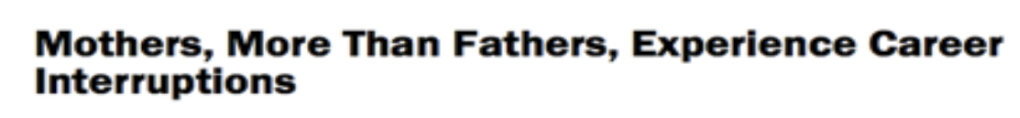 Mothers, More Than Fathers, Experience Career
Interruptions